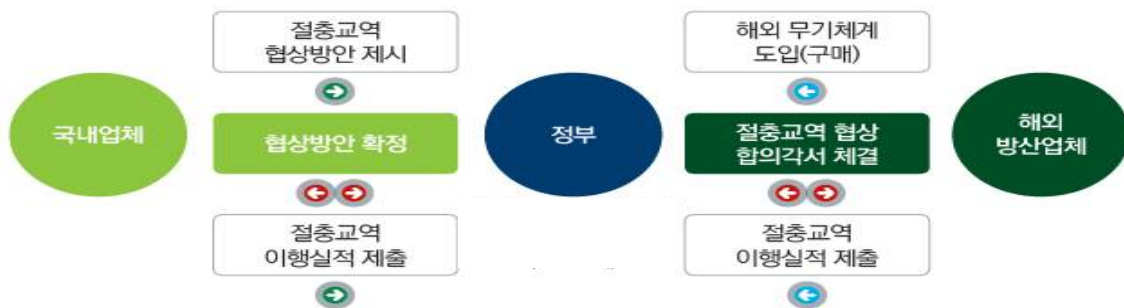 절충교역
협상방안 제시
해외 무기체계
도입(구매)
국내업체
협상방안 확정
정부
절충교역 협상
합의각서 체결
해외
방산업체
절충교역
이행실적 제출
절충교역
이행실적 제출